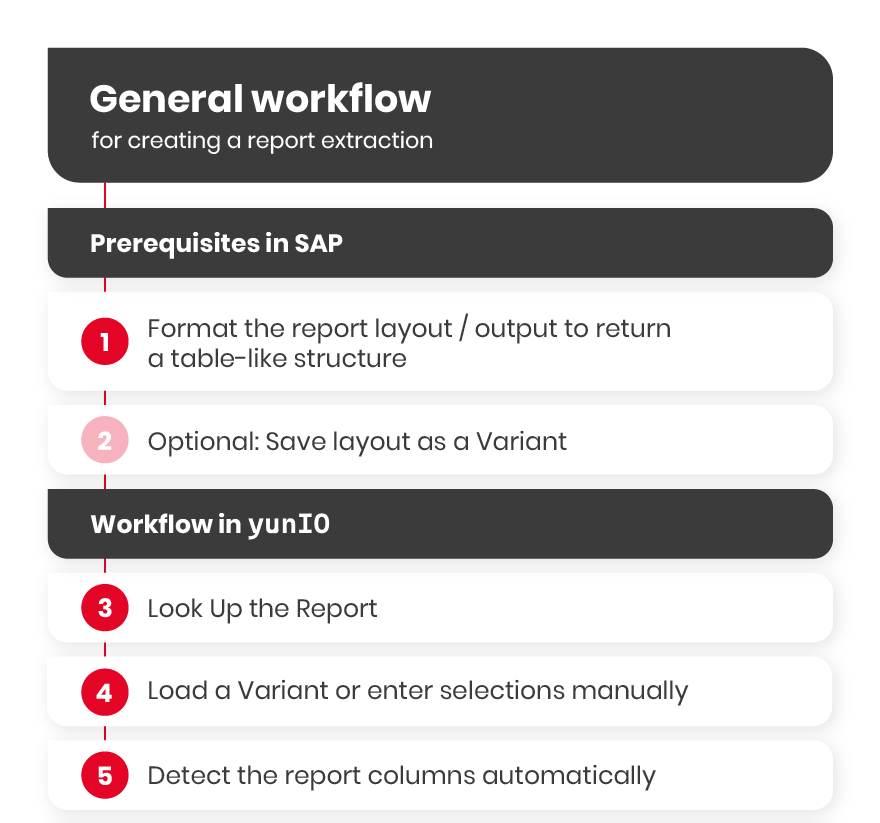 General workflow
for creating a report extraction
Prerequisites in SAP
1
Format the report layout / output to return
a table-like structure
2
Optional: Save layout as a Variant
Workflow in yunIO
3
Look Up the Report
4
Load a Variant or enter selections manually
5
Detect the report columns automatically